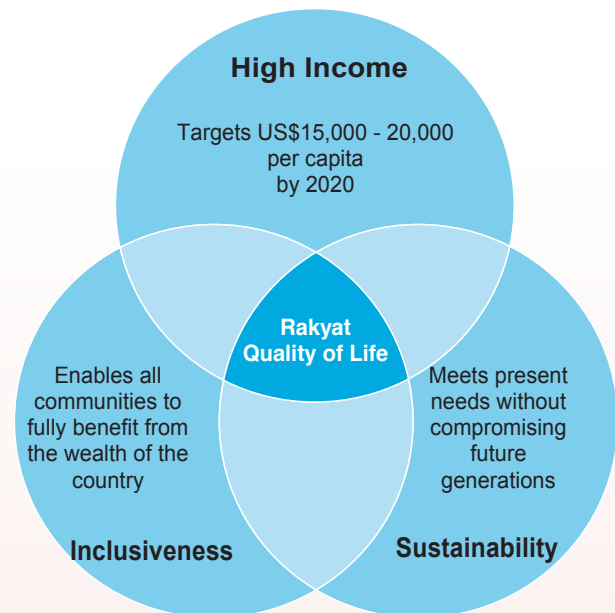 High Income
Targets US$15,000 - 20,000
per capita
by 2020
Rakyat
Quality of Life
Enables all
communities to
fully benefit from
the wealth of the
country
Inclusiveness
Meets present
needs without
compromising
future
generations
Sustainability